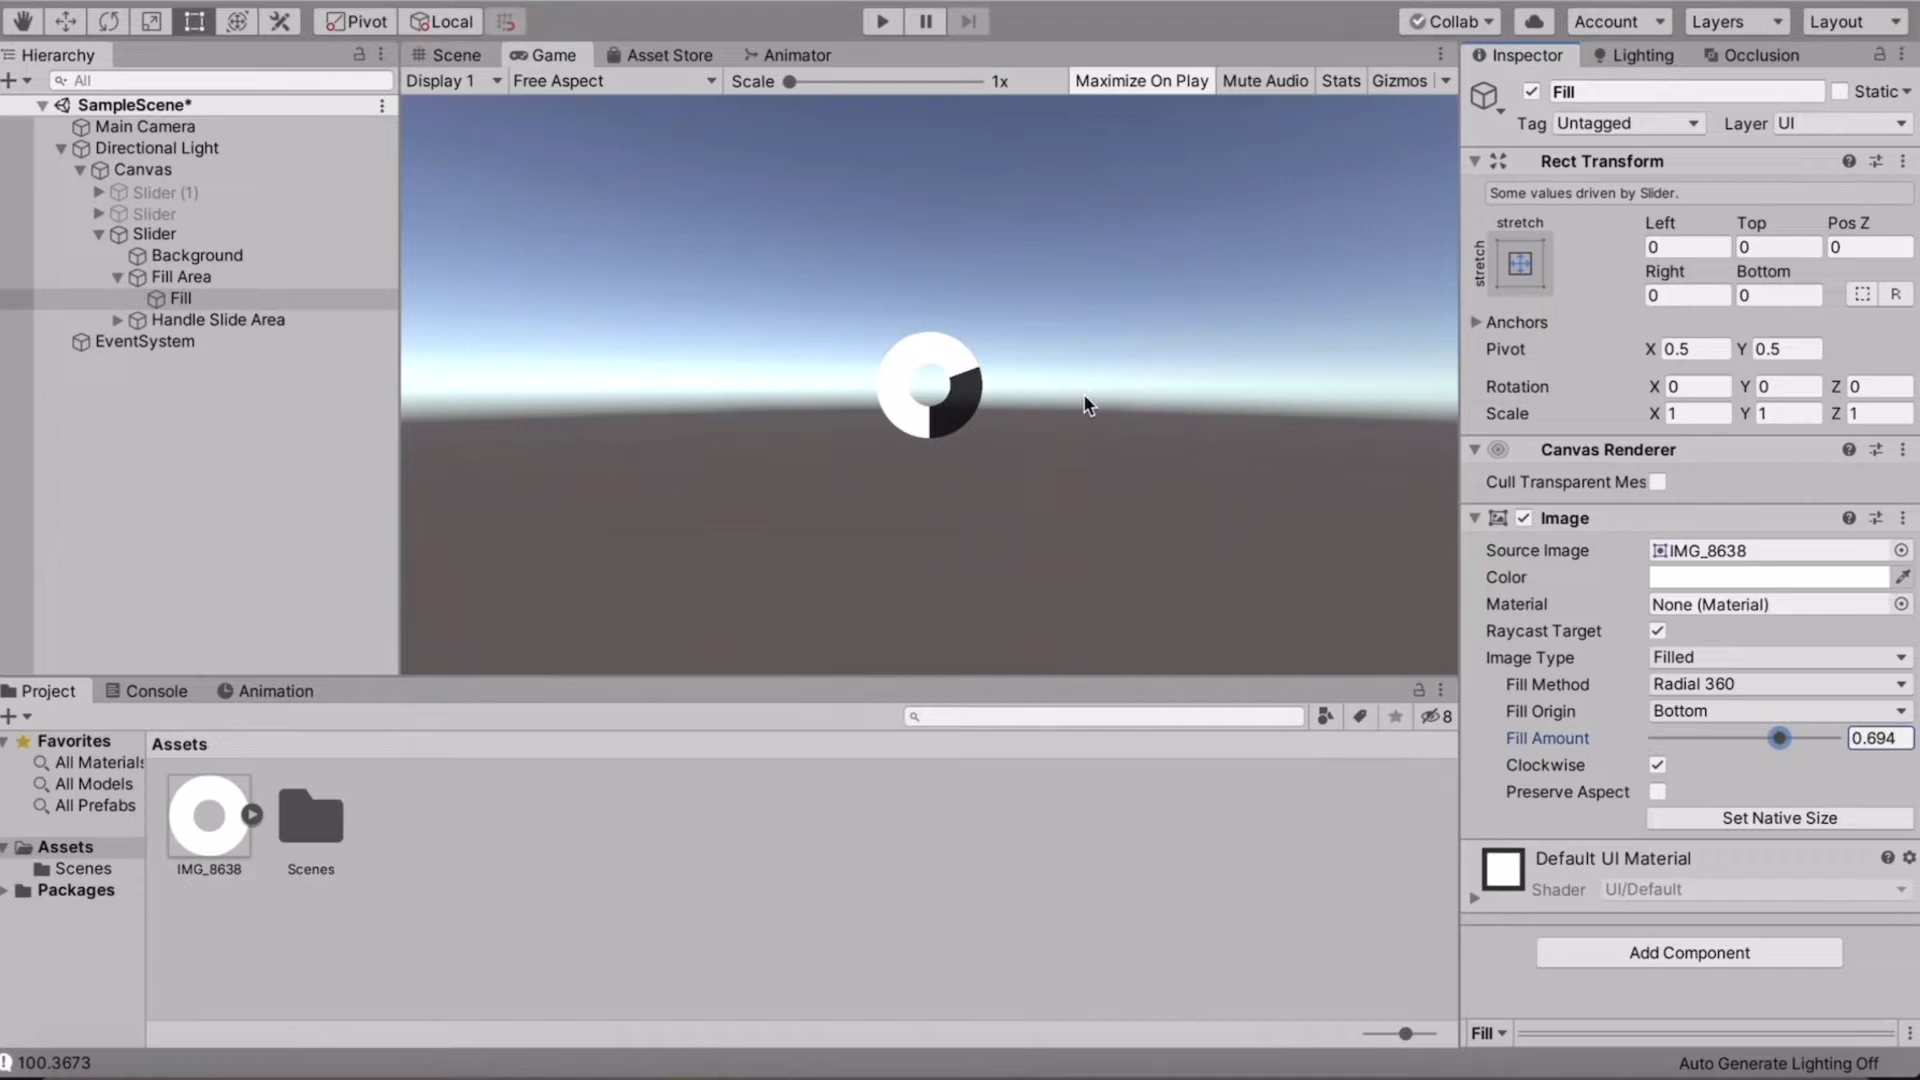 Pivot Local Collab Account Layers Layout
Hierarchy
All
SampleScene*
Main Camera
Directional Light
Canvas
Slider (1)
Slider
Slider
Background
Fill Area
Fill
Handle Slide Area
EventSystem
Scene Game Asset Store Animator
Display 1 Free Aspect Scale 1x Maximize On Play Mute Audio Stats Gizmos
Project Console Animation
8
Favorites
All Materials
All Models
All Prefabs
Assets
Scenes
Packages
Assets
IMG_8638 Scenes
Inspector Lighting Occlusion
Fill Static
Tag Untagged Layer UI
Rect Transform
Some values driven by Slider.
stretch Left Top Pos Z
stretch
0 0 0
Right Bottom
0 0 R
Anchors
Pivot X 0.5 Y 0.5
Rotation X 0 Y 0 Z 0
Scale X 1 Y 1 Z 1
Canvas Renderer
Cull Transparent Mes
Image
Source Image IMG_8638
Color
Material None (Material)
Raycast Target
Image Type Filled
Fill Method Radial 360
Fill Origin Bottom
Fill Amount 0.694
Clockwise
Preserve Aspect
Set Native Size
Default UI Material
Shader UI/Default
Add Component
Fill
100.3673 Auto Generate Lighting Off